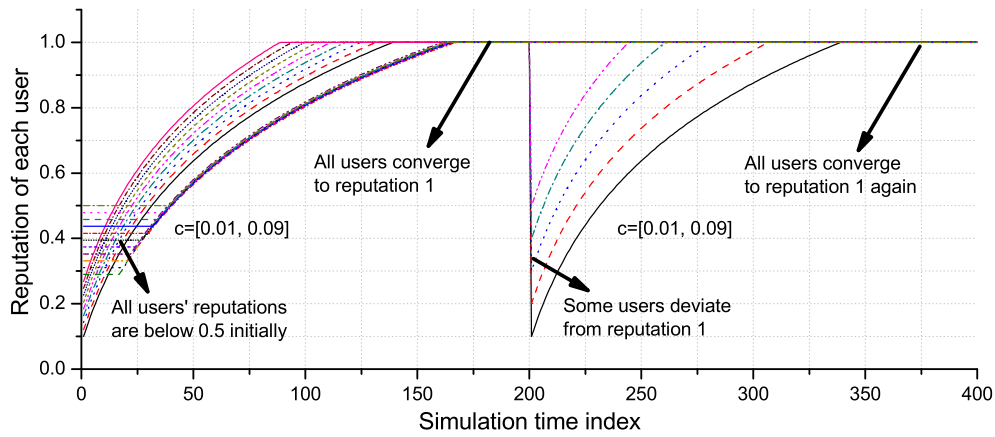 Reputation of each user
1.0
0.8
0.6
0.4
0.2
0.0
All users converge
to reputation 1
All users converge
to reputation 1 again
c=[0.01, 0.09]
c=[0.01, 0.09]
All users' reputations
are below 0.5 initially
Some users deviate
from reputation 1
0 50 100 150 200 250 300 350 400
Simulation time index